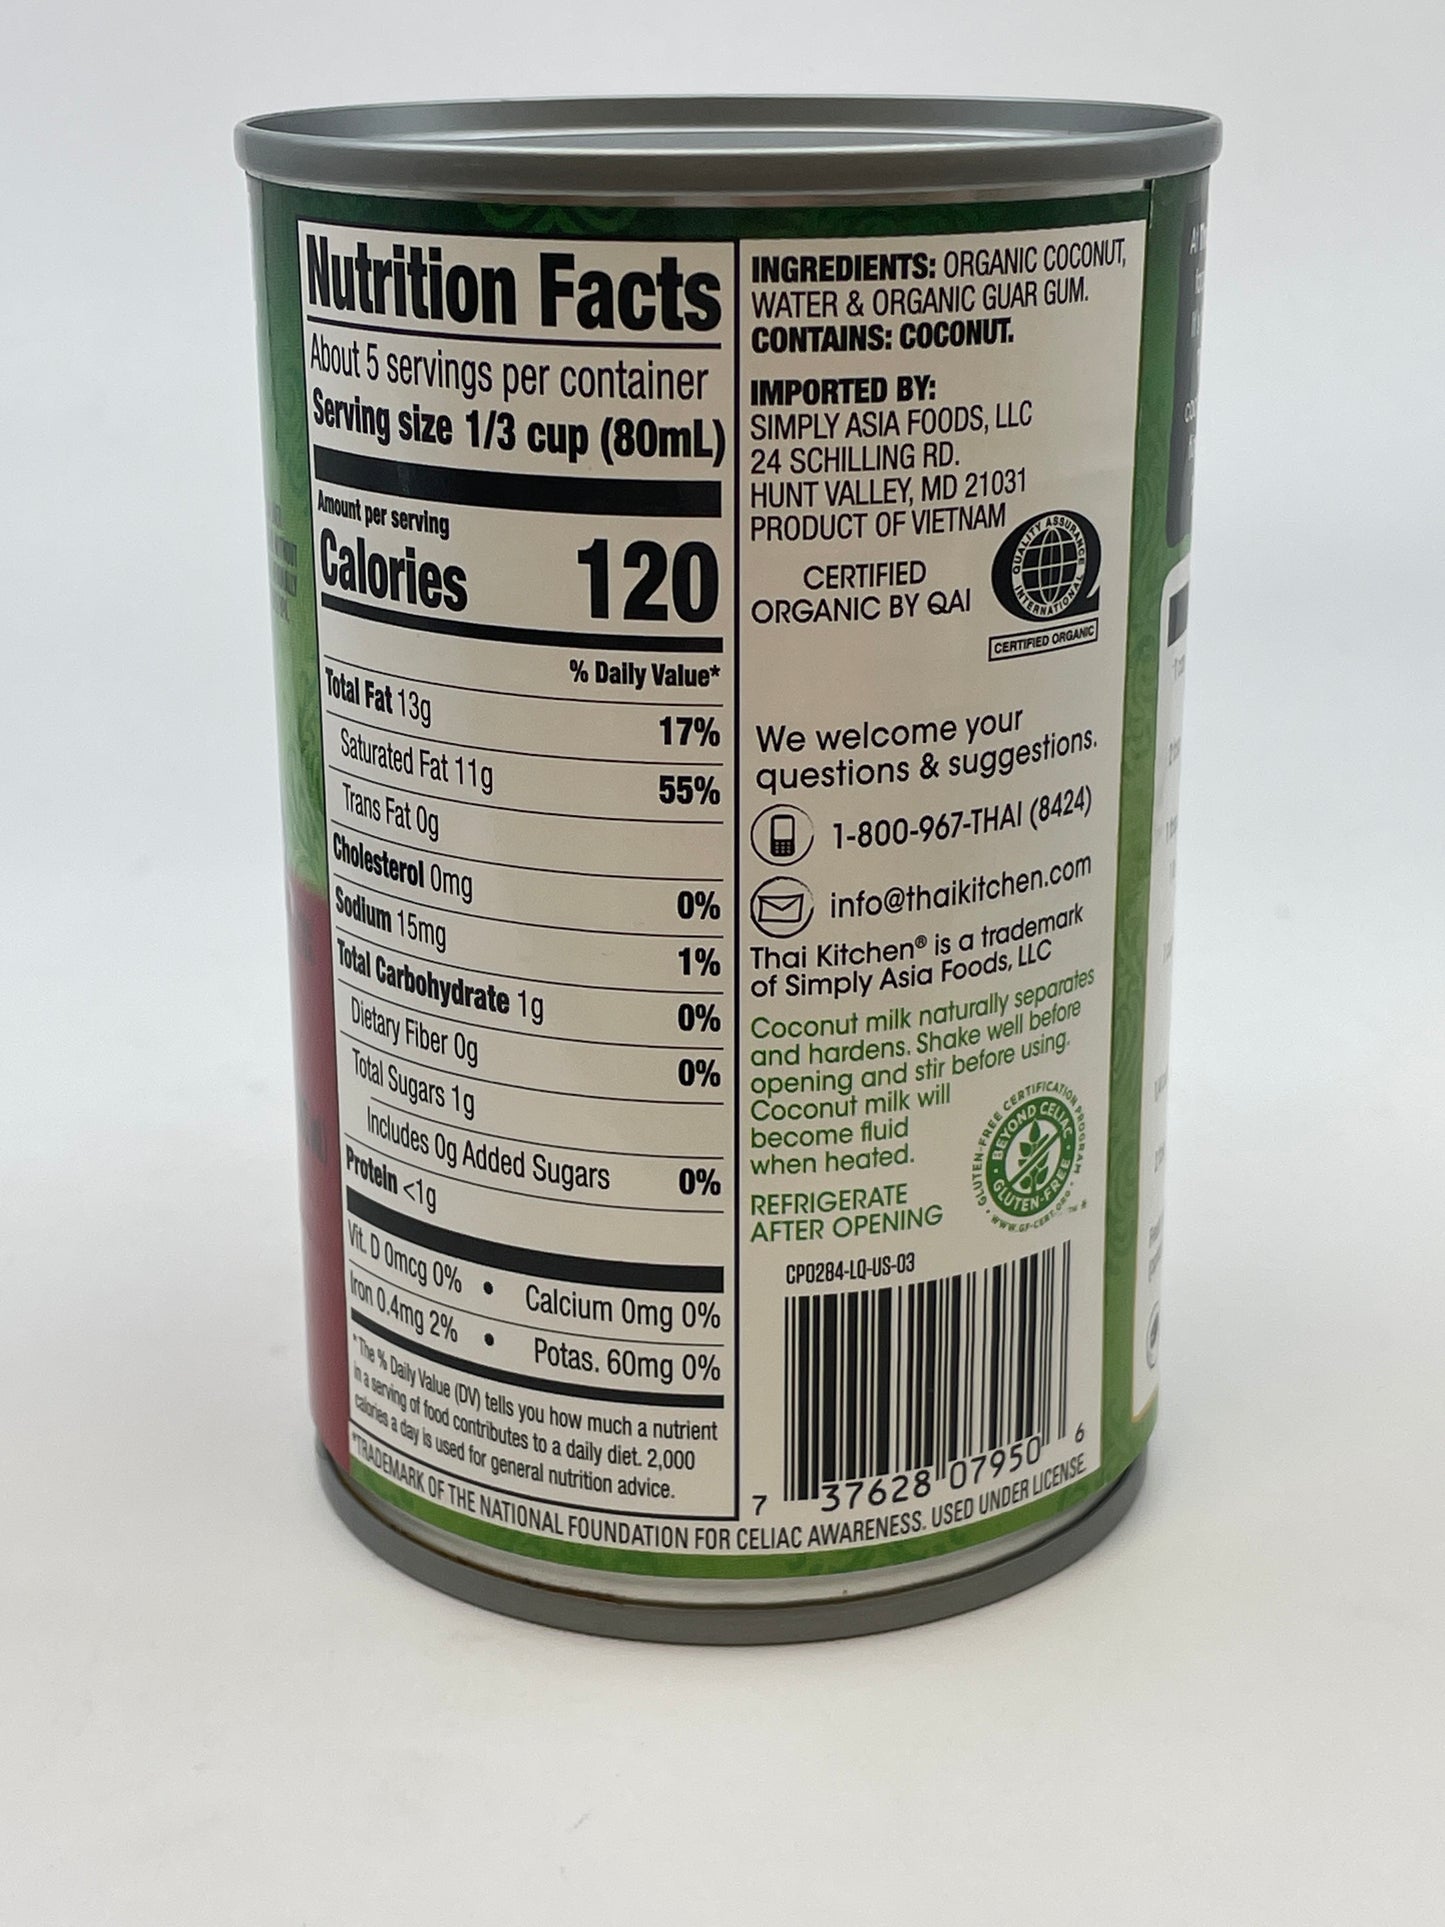 Nutrition Facts
About 5 servings per container
Serving size 1/3 cup (80mL)
Amount per serving
Calories 120
% Daily Value*
Total Fat 13g 17%
Saturated Fat 11g 55%
Trans Fat 0g
Cholesterol 0mg 0%
Sodium 15mg 1%
Total Carbohydrate 1g 0%
Dietary Fiber 0g 0%
Total Sugars 1g
Includes 0g Added Sugars 0%
Protein <1g
Vit. D 0mcg 0% • Calcium 0mg 0%
Iron 0.4mg 2% • Potas. 60mg 0%
*The % Daily Value (DV) tells you how much a nutrient
in a serving of food contributes to a daily diet. 2,000
calories a day is used for general nutrition advice.
INGREDIENTS: ORGANIC COCONUT,
WATER & ORGANIC GUAR GUM.
CONTAINS: COCONUT.
IMPORTED BY:
SIMPLY ASIA FOODS, LLC
24 SCHILLING RD.
HUNT VALLEY, MD 21031
PRODUCT OF VIETNAM
CERTIFIED
ORGANIC BY QAI
QUALITY ASSURANCE
INTERNATIONAL
CERTIFIED ORGANIC
We welcome your
questions & suggestions.
1-800-967-THAI (8424)
info@thaikitchen.com
Thai Kitchen® is a trademark
of Simply Asia Foods, LLC
Coconut milk naturally separates
and hardens. Shake well before
opening and stir before using.
Coconut milk will
become fluid
when heated.
REFRIGERATE
AFTER OPENING
GLUTEN-FREE CERTIFICATION PROGRAM
BEYOND CELIAC
GLUTEN-FREE
WWW.GF-CERT.ORG
™*
CP0284-LQ-US-03
7 37628 07950 6
*TRADEMARK OF THE NATIONAL FOUNDATION FOR CELIAC AWARENESS. USED UNDER LICENSE.